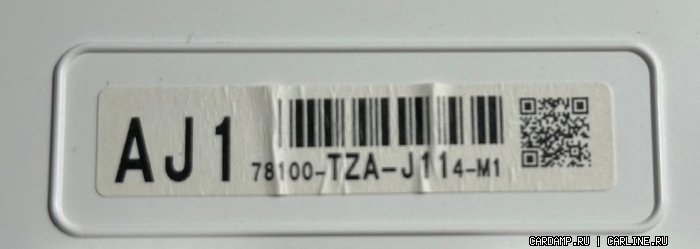 AJ1
78100-TZA-J114-M1
CARDAMP.RU | CARLINE.RU